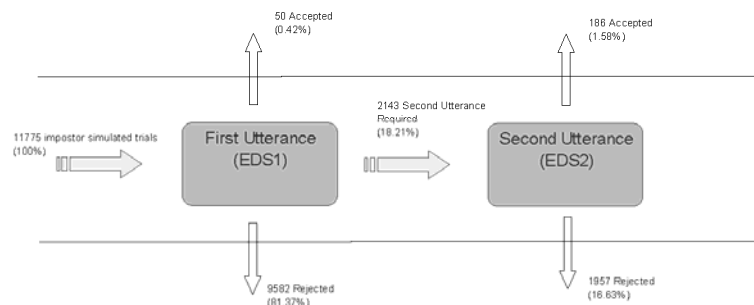 50 Accepted
(0.42%)
186 Accepted
(1.58%)
11775 impostor simulated trials
(100%)
First Utterance
(EDS1)
2143 Second Utterance
Required
(18.21%)
Second Utterance
(EDS2)
9582 Rejected
(81.37%)
1957 Rejected
(16.63%)